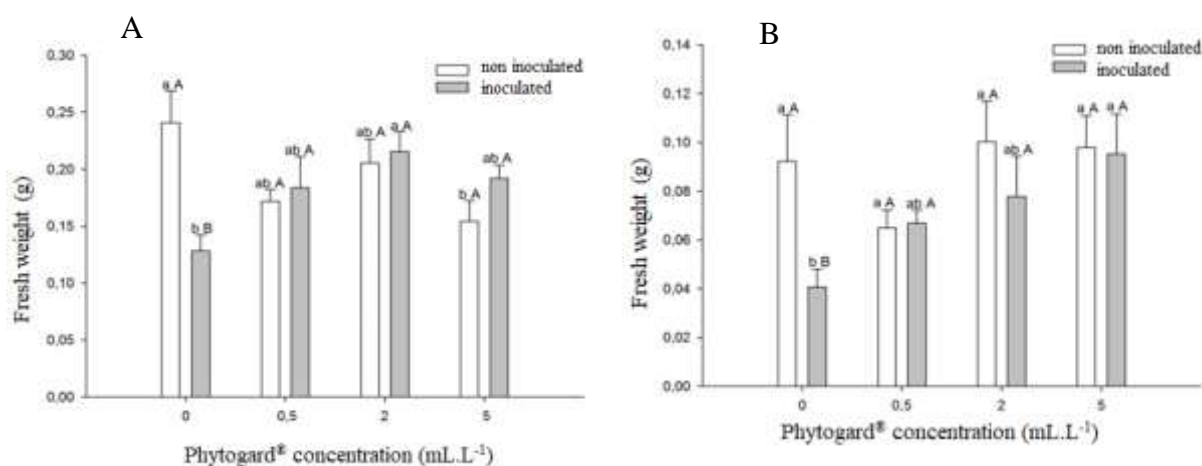 A
0,30
0,25
0,20
0,15
0,10
0,05
0,00
Fresh weight (g)
non inoculated
inoculated
a A
b B
ab A
ab A
ab A
a A
b A
ab A
0
0,5
2
5
Phytogard® concentration (mL.L⁻¹)
B
0,14
0,12
0,10
0,08
0,06
0,04
0,02
0,00
Fresh weight (g)
non inoculated
inoculated
a A
b B
a A
ab A
a A
ab A
a A
a A
0
0,5
2
5
Phytogard® concentration (mL.L⁻¹)